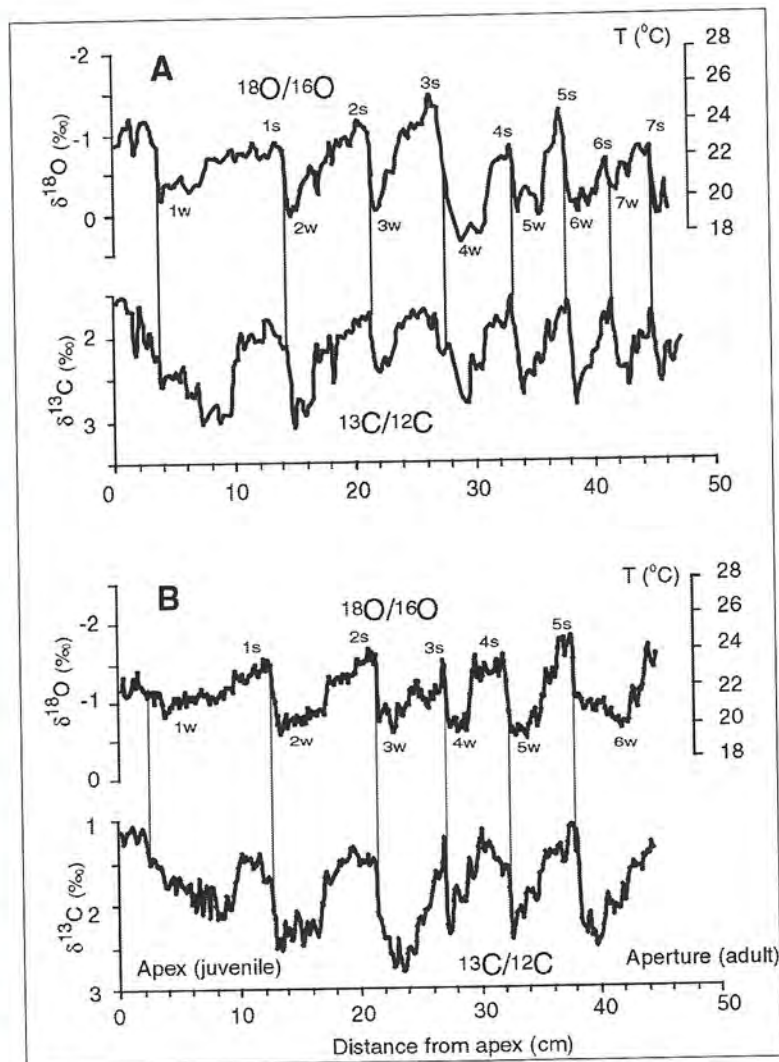 A
18O/16O
T (°C)
δ18O (‰)
-2
-1
0
28
26
24
22
20
18
1s
2s
3s
4s
5s
6s
7s
1w
2w
3w
4w
5w
6w
7w
δ13C (‰)
2
3
13C/12C
0
10
20
30
40
50
B
18O/16O
T (°C)
δ18O (‰)
-2
-1
0
28
26
24
22
20
18
1s
2s
3s
4s
5s
1w
2w
3w
4w
5w
6w
δ13C (‰)
1
2
3
Apex (juvenile)
13C/12C
Aperture (adult)
0
10
20
30
40
50
Distance from apex (cm)